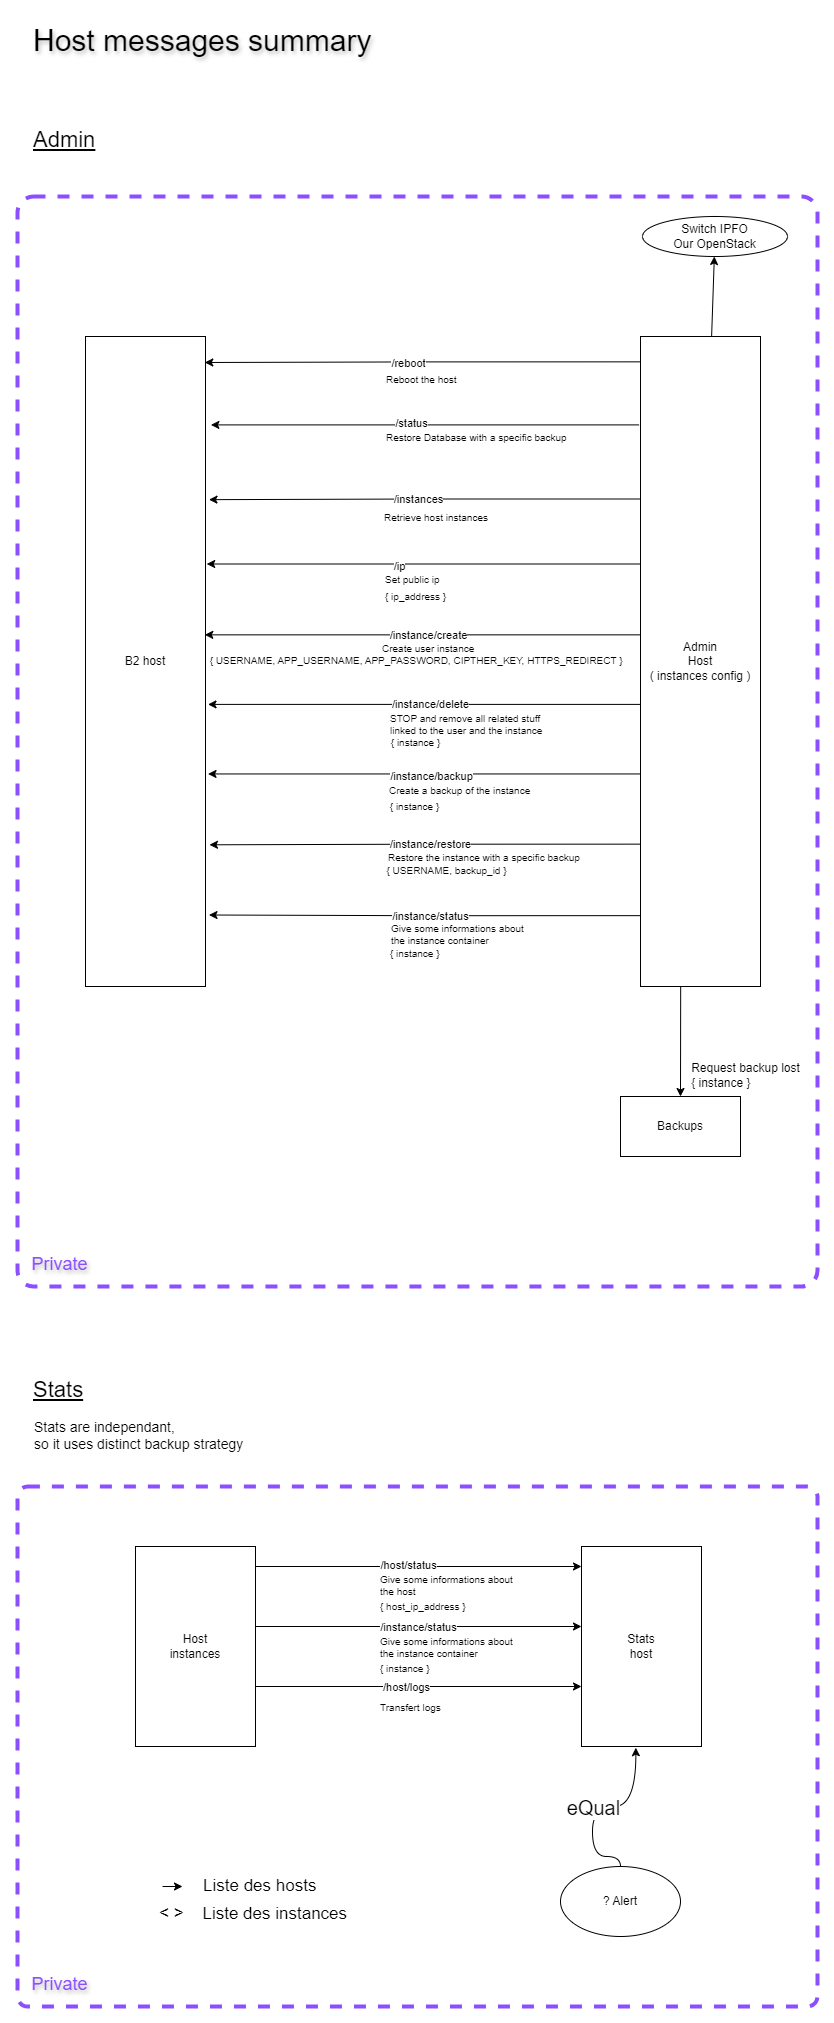 Host messages summary
Admin
Switch IPFO
Our OpenStack
/reboot
Reboot the host
/status
Restore Database with a specific backup
/instances
Retrieve host instances
/ip
Set public ip
{ ip_address }
/instance/create
Create user instance
{ USERNAME, APP_USERNAME, APP_PASSWORD, CIPTHER_KEY, HTTPS_REDIRECT }
B2 host
Admin
Host
( instances config )
/instance/delete
STOP and remove all related stuff
linked to the user and the instance
{ instance }
/instance/backup
Create a backup of the instance
{ instance }
/instance/restore
Restore the instance with a specific backup
{ USERNAME, backup_id }
/instance/status
Give some informations about
the instance container
{ instance }
Request backup lost
{ instance }
Backups
Private
Stats
Stats are independant,
so it uses distinct backup strategy
/host/status
Give some informations about
the host
{ host_ip_address }
/instance/status
Give some informations about
the instance container
{ instance }
/host/logs
Transfert logs
Host
instances
Stats
host
eQual
? Alert
Liste des hosts
< > Liste des instances
Private